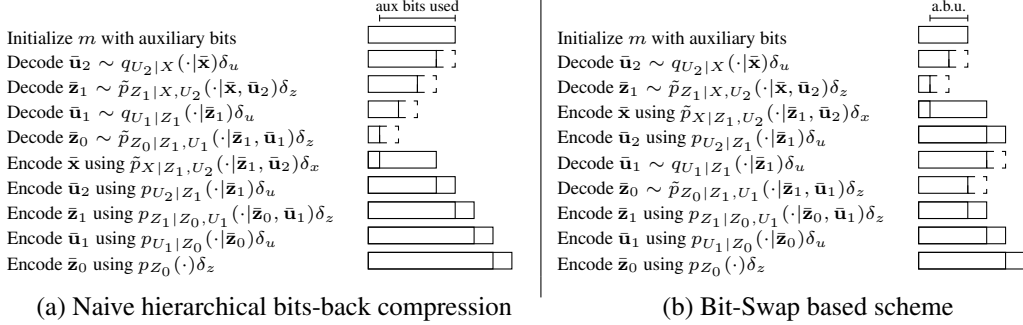 aux bits used
Initialize m with auxiliary bits
Decode ū₂ ∼ q_{U₂|X}(·|x̄)δ_u
Decode z̄₁ ∼ p̃_{Z₁|X,U₂}(·|x̄, ū₂)δ_z
Decode ū₁ ∼ q_{U₁|Z₁}(·|z̄₁)δ_u
Decode z̄₀ ∼ p̃_{Z₀|Z₁,U₁}(·|z̄₁, ū₁)δ_z
Encode x̄ using p̃_{X|Z₁,U₂}(·|z̄₁, ū₂)δ_x
Encode ū₂ using p_{U₂|Z₁}(·|z̄₁)δ_u
Encode z̄₁ using p_{Z₁|Z₀,U₁}(·|z̄₀, ū₁)δ_z
Encode ū₁ using p_{U₁|Z₀}(·|z̄₀)δ_u
Encode z̄₀ using p_{Z₀}(·)δ_z
(a) Naive hierarchical bits-back compression
a.b.u.
Initialize m with auxiliary bits
Decode ū₂ ∼ q_{U₂|X}(·|x̄)δ_u
Decode z̄₁ ∼ p̃_{Z₁|X,U₂}(·|x̄, ū₂)δ_z
Encode x̄ using p̃_{X|Z₁,U₂}(·|z̄₁, ū₂)δ_x
Encode ū₂ using p_{U₂|Z₁}(·|z̄₁)δ_u
Decode ū₁ ∼ q_{U₁|Z₁}(·|z̄₁)δ_u
Decode z̄₀ ∼ p̃_{Z₀|Z₁,U₁}(·|z̄₁, ū₁)δ_z
Encode z̄₁ using p_{Z₁|Z₀,U₁}(·|z̄₀, ū₁)δ_z
Encode ū₁ using p_{U₁|Z₀}(·|z̄₀)δ_u
Encode z̄₀ using p_{Z₀}(·)δ_z
(b) Bit-Swap based scheme